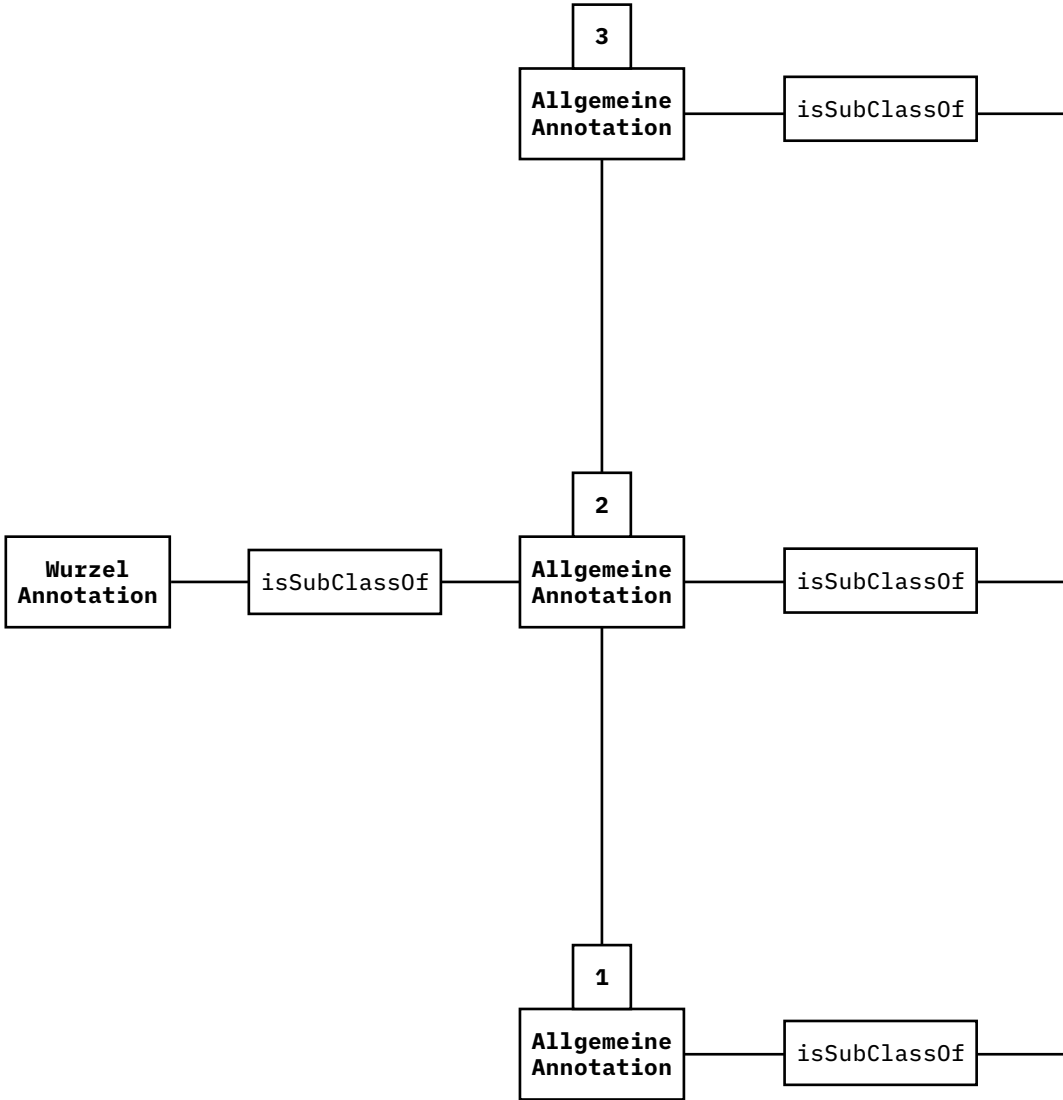 3
Allgemeine
Annotation
isSubClassOf
2
Wurzel
Annotation
isSubClassOf
Allgemeine
Annotation
isSubClassOf
1
Allgemeine
Annotation
isSubClassOf